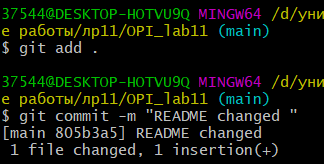 37544@DESKTOP-HOTVU9Q MINGW64 /d/уни
е работы/лр11/OPI_lab11 (main)
$ git add .
37544@DESKTOP-HOTVU9Q MINGW64 /d/уни
е работы/лр11/OPI_lab11 (main)
$ git commit -m "README changed "
[main 805b3a5] README changed
 1 file changed, 1 insertion(+)